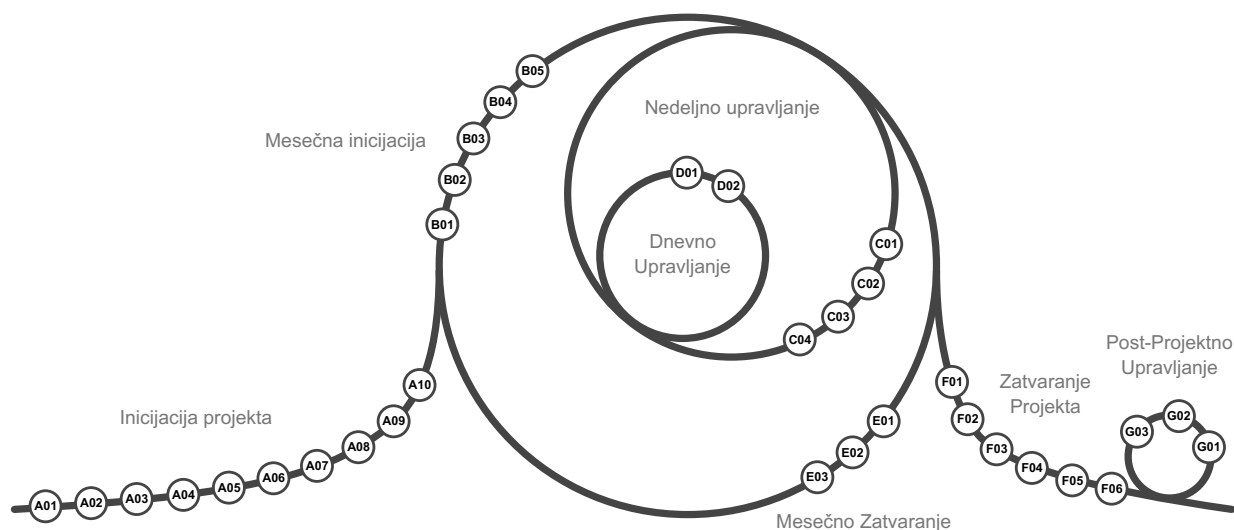 Inicijacija projekta
A01
A02
A03
A04
A05
A06
A07
A08
A09
A10
Mesečna inicijacija
B01
B02
B03
B04
B05
Nedeljno upravljanje
C01
C02
C03
C04
Dnevno
Upravljanje
D01
D02
Mesečno Zatvaranje
E01
E02
E03
Zatvaranje
Projekta
F01
F02
F03
F04
F05
F06
Post-Projektno
Upravljanje
G01
G02
G03